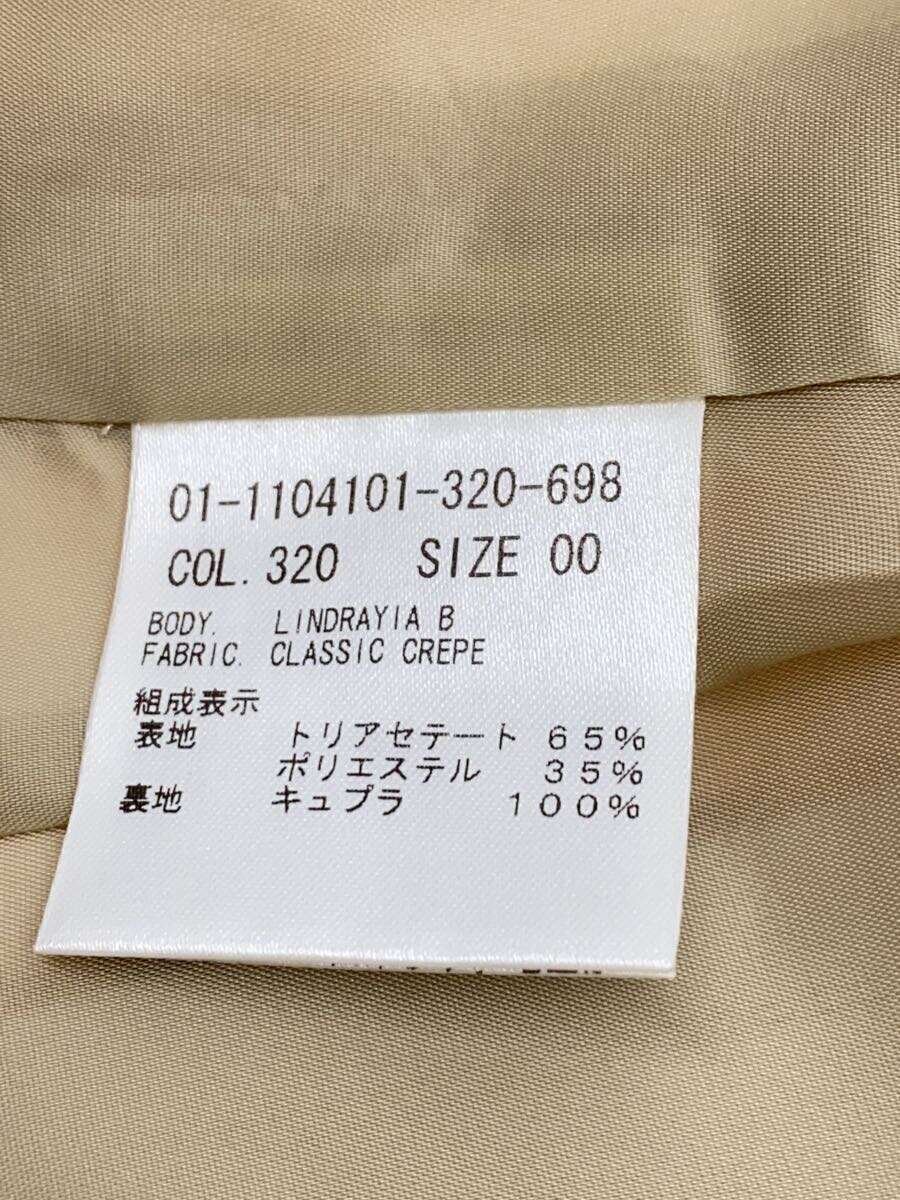 01-1104101-320-698
COL. 320 SIZE 00
BODY. LINDRAYIA B
FABRIC. CLASSIC CREPE
組成表示
表地 トリアセテート 65%
ポリエステル 35%
裏地 キュプラ 100%